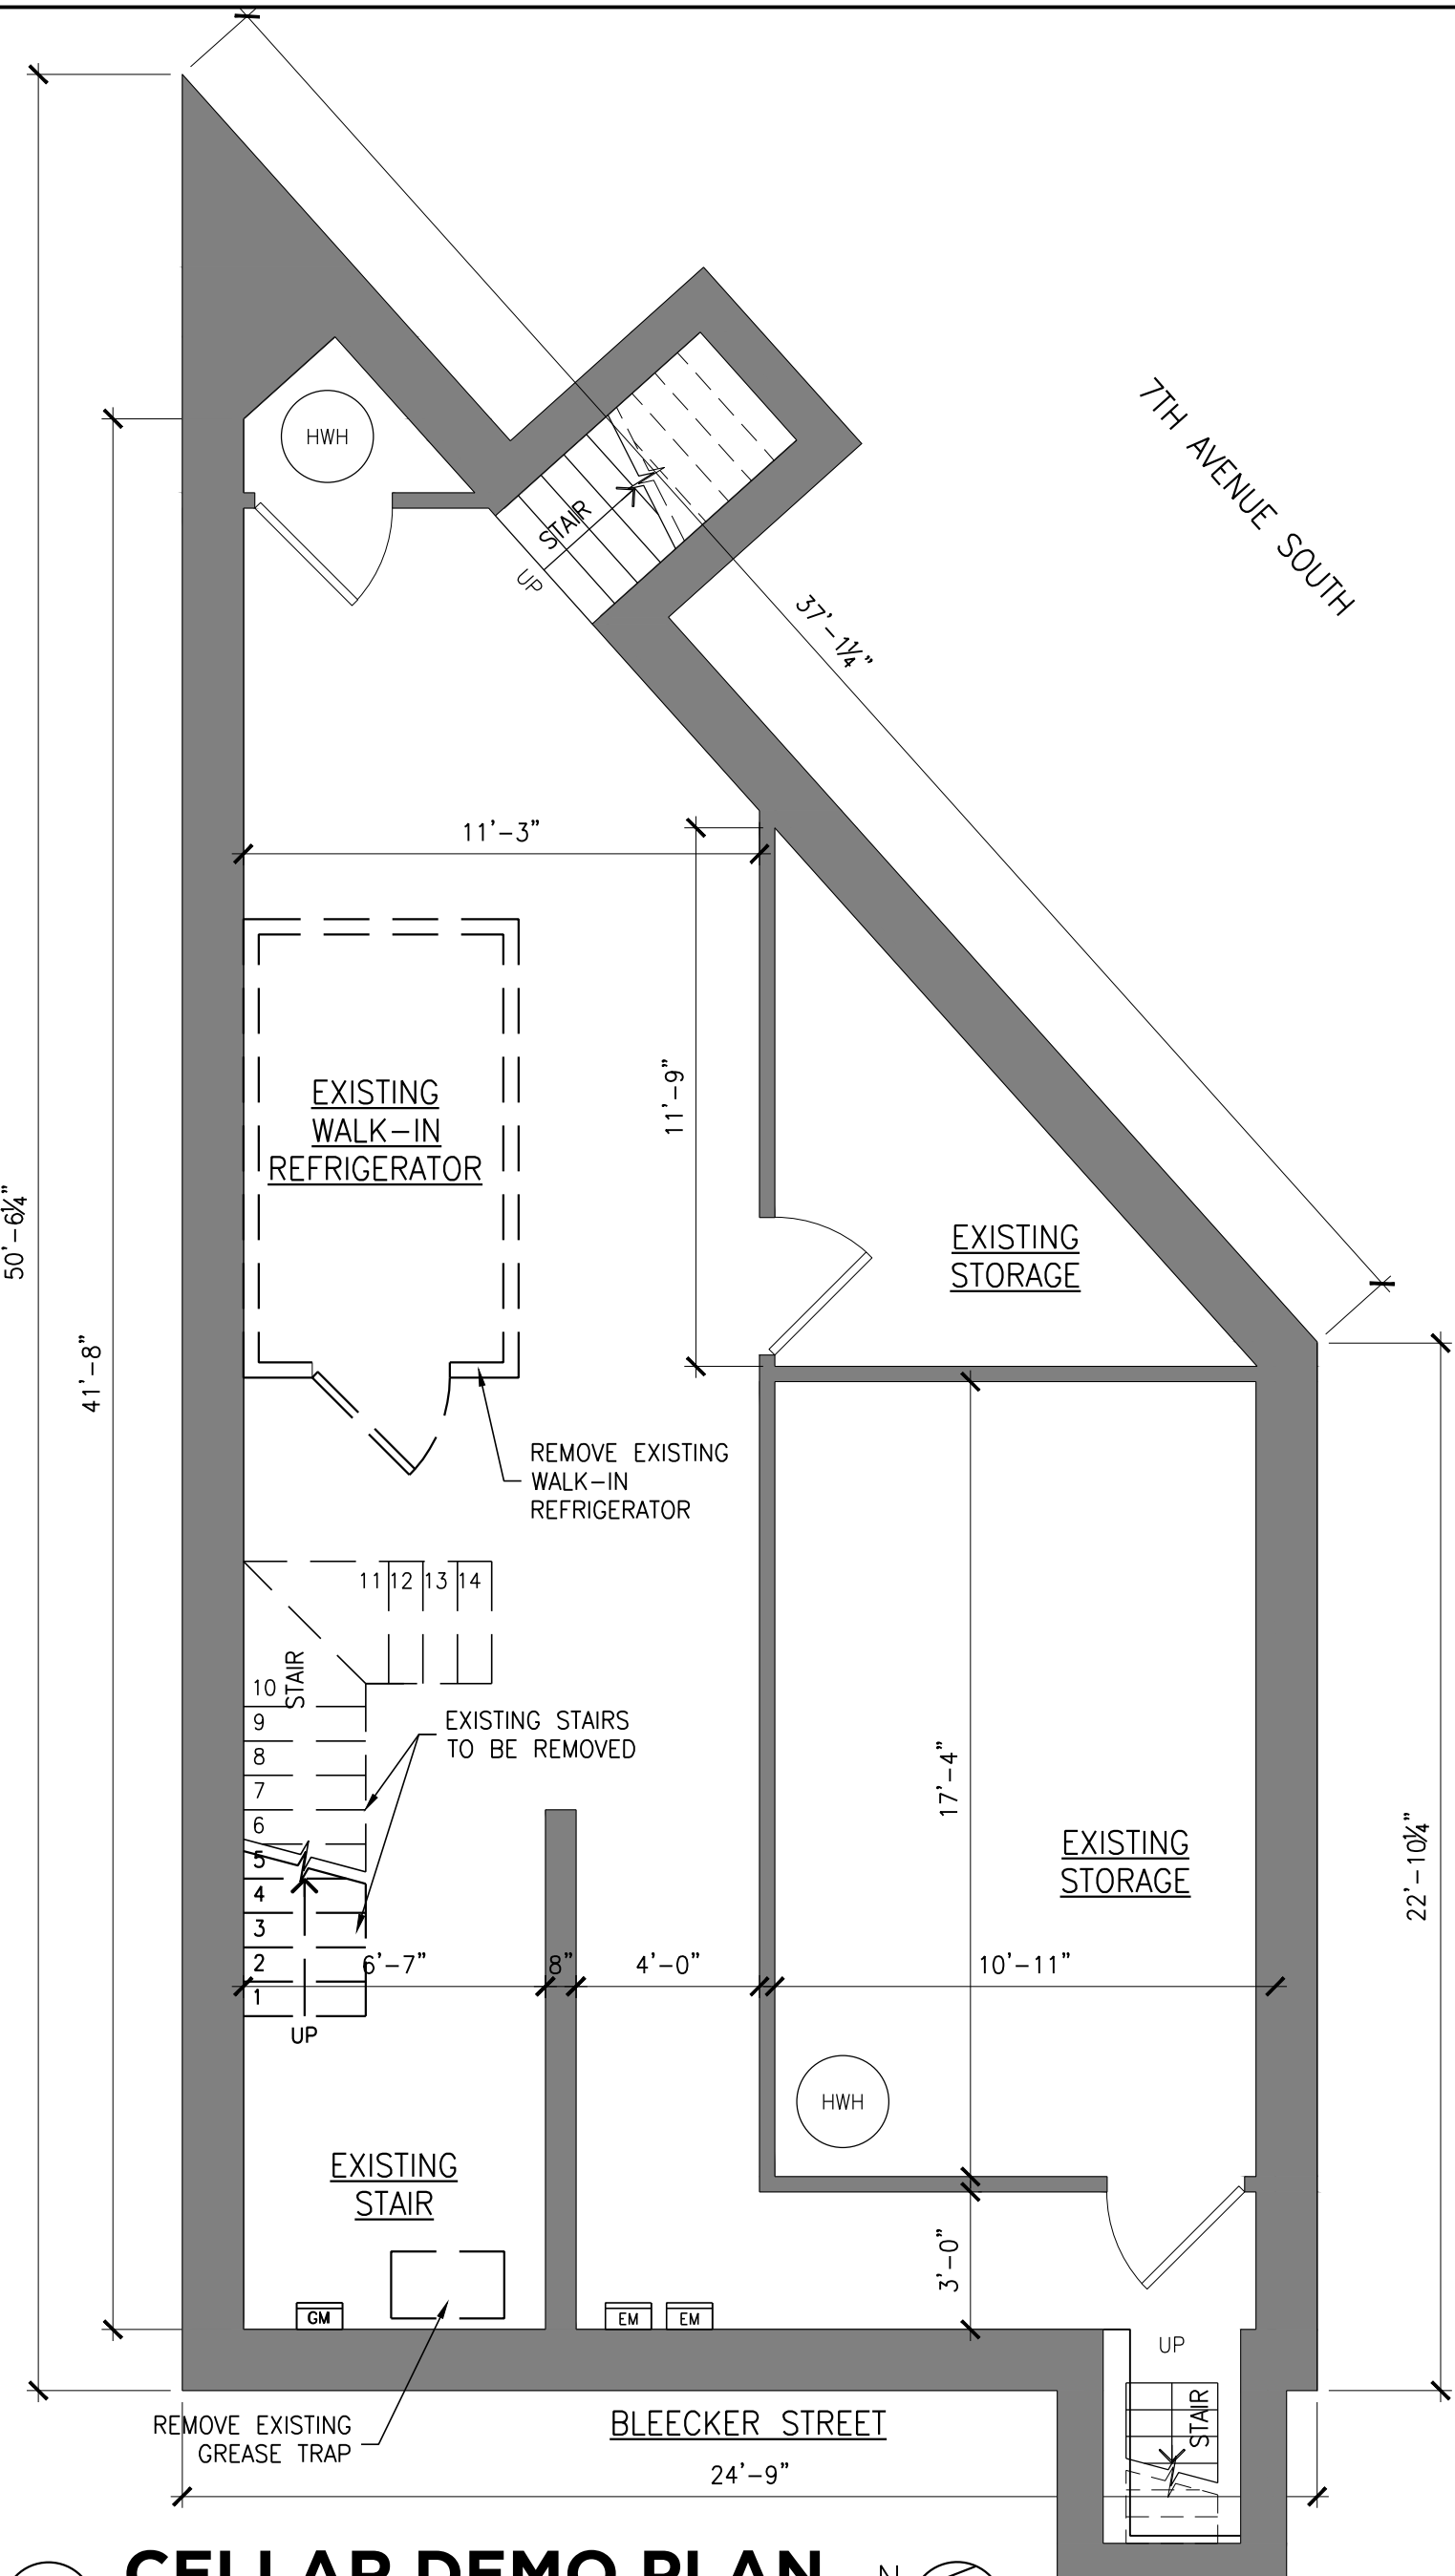 HWH
STAIR
UP
7TH AVENUE SOUTH
37'-1¼"
11'-3"
11'-9"
EXISTING
WALK-IN
REFRIGERATOR
50'-6¼"
41'-8"
EXISTING
STORAGE
REMOVE EXISTING
WALK-IN
REFRIGERATOR
11 12 13 14
STAIR
10
9
8
7
6
5
4
3
2
1
UP
EXISTING STAIRS
TO BE REMOVED
17'-4"
EXISTING
STORAGE
22'-10¼"
6'-7"
8"
4'-0"
10'-11"
HWH
EXISTING
STAIR
3'-0"
GM
EM
EM
UP
STAIR
REMOVE EXISTING
GREASE TRAP
BLEECKER STREET
24'-9"
CELLAR DEMO PLAN
N